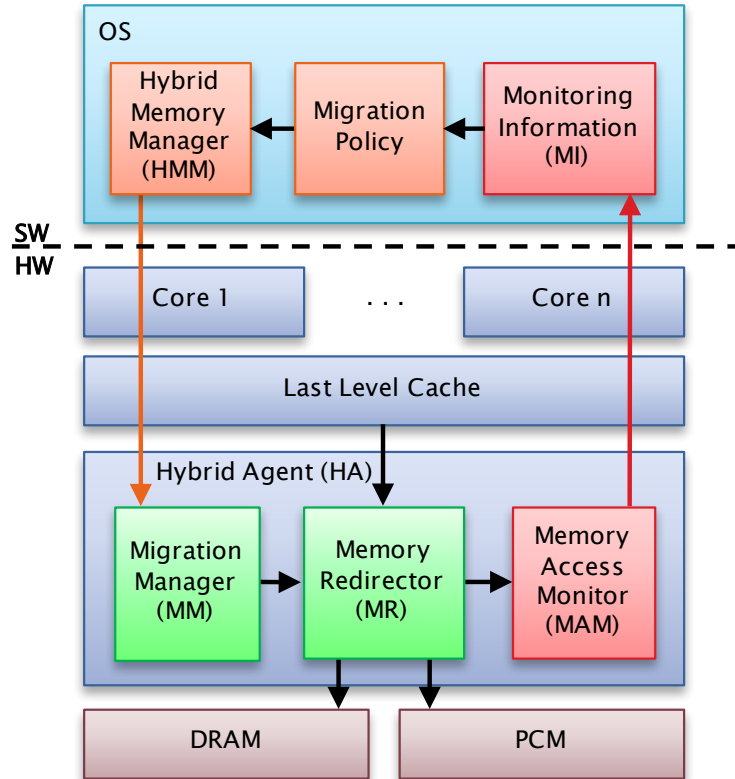 OS
Hybrid
Memory
Manager
(HMM)
Migration
Policy
Monitoring
Information
(MI)
SW
HW
Core 1
. . .
Core n
Last Level Cache
Hybrid Agent (HA)
Migration
Manager
(MM)
Memory
Redirector
(MR)
Memory
Access
Monitor
(MAM)
DRAM
PCM